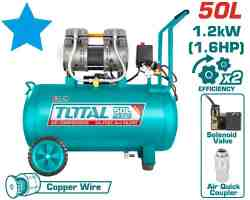 50L
1.2kW
(1.6HP)
x2
EFFICIENCY
TOTAL
50L
Solenoid
Valve
Air Quick
Coupler
Copper Wire